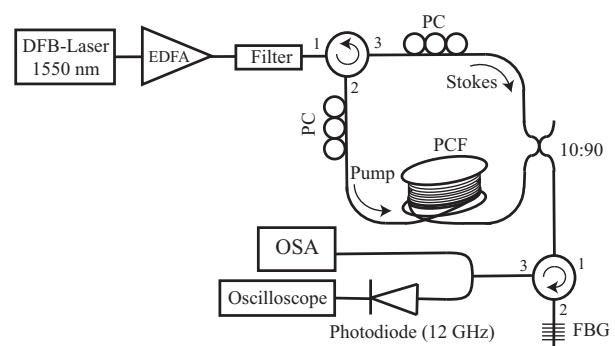 DFB-Laser
1550 nm
EDFA
Filter
1
3
2
PC
Stokes
PC
PCF
Pump
10:90
OSA
3
1
2
Oscilloscope
Photodiode (12 GHz)
FBG